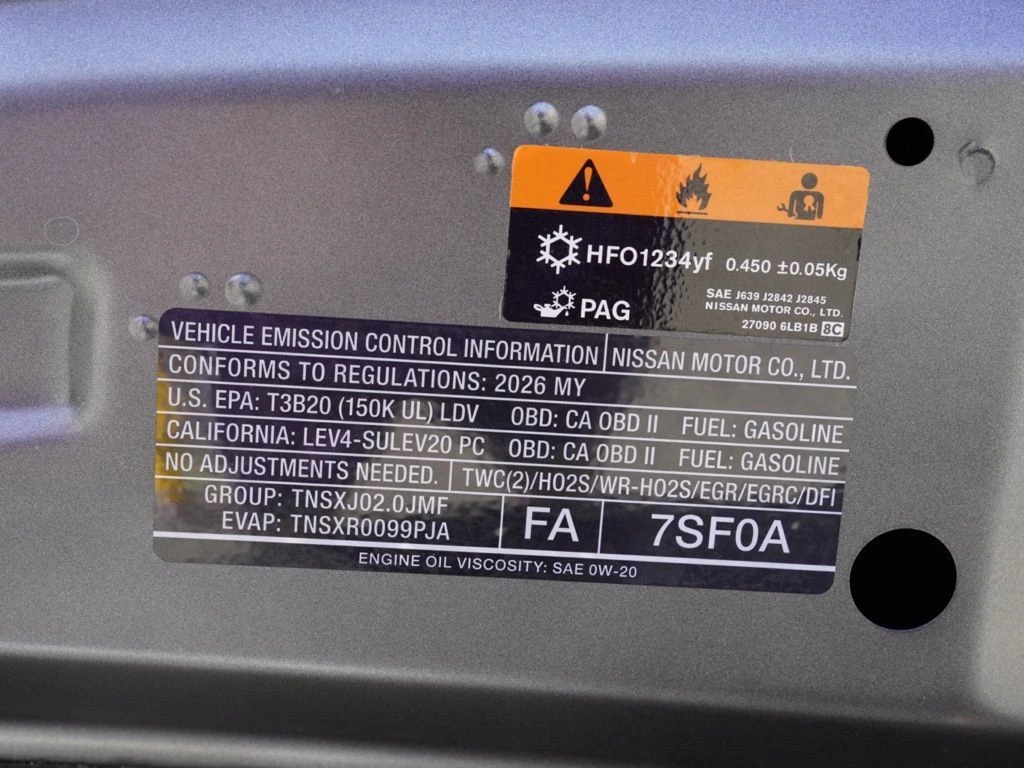 HFO1234yf 0.450 ±0.05Kg
PAG
SAE J639 J2842 J2845
NISSAN MOTOR CO., LTD.
27090 6LB1B 8C
VEHICLE EMISSION CONTROL INFORMATION NISSAN MOTOR CO., LTD.
CONFORMS TO REGULATIONS: 2026 MY
U.S. EPA: T3B20 (150K UL) LDV OBD: CA OBD II FUEL: GASOLINE
CALIFORNIA: LEV4-SULEV20 PC OBD: CA OBD II FUEL: GASOLINE
NO ADJUSTMENTS NEEDED. TWC(2)/HO2S/WR-HO2S/EGR/EGRC/DFI
GROUP: TNSXJ02.0JMF
EVAP: TNSXR0099PJA
FA 7SF0A
ENGINE OIL VISCOSITY: SAE 0W-20